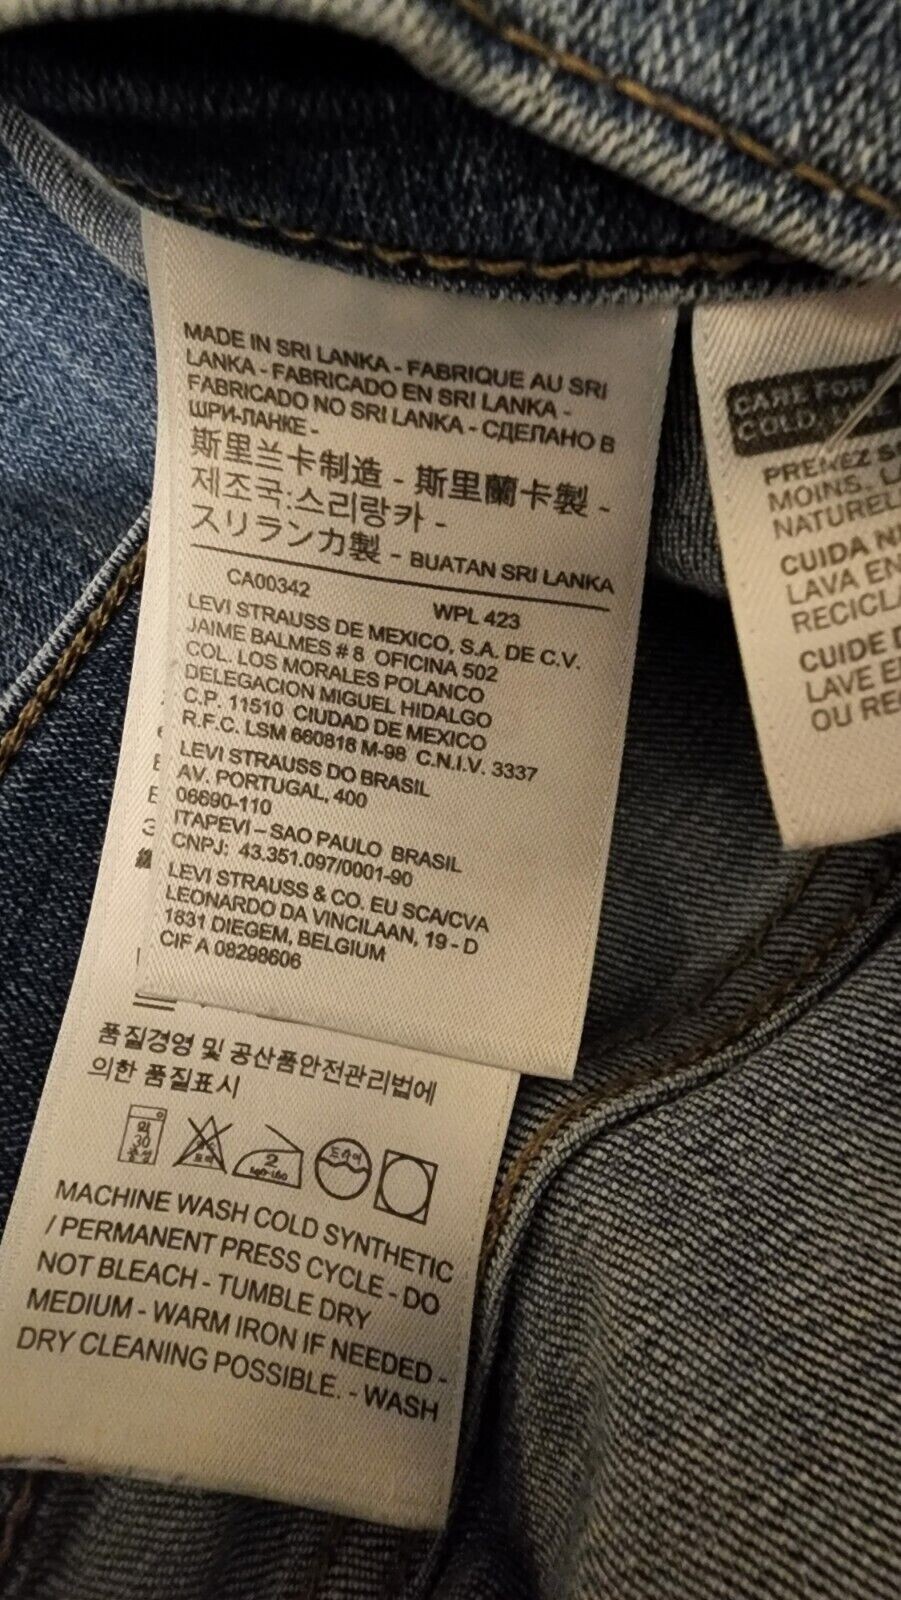 MADE IN SRI LANKA - FABRIQUE AU SRI
LANKA - FABRICADO EN SRI LANKA -
FABRICADO NO SRI LANKA - СДЕЛАНО В
ШРИ-ЛАНКЕ -
斯里兰卡制造 - 斯里蘭卡製 -
제조국:스리랑카 -
スリランカ製 - BUATAN SRI LANKA
CA00342 WPL 423
LEVI STRAUSS DE MEXICO, S.A. DE C.V.
JAIME BALMES # 8 OFICINA 502
COL. LOS MORALES POLANCO
DELEGACION MIGUEL HIDALGO
C.P. 11510 CIUDAD DE MEXICO
R.F.C. LSM 660818 M-98 C.N.I.V. 3337
LEVI STRAUSS DO BRASIL
AV. PORTUGAL, 400
06690-110
ITAPEVI – SAO PAULO BRASIL
CNPJ: 43.351.097/0001-90
LEVI STRAUSS & CO. EU SCA/CVA
LEONARDO DA VINCILAAN, 19 - D
1831 DIEGEM, BELGIUM
CIF A 08298606
품질경영 및 공산품안전관리법에
의한 품질표시
약
30
중성
2
드라이
MACHINE WASH COLD SYNTHETIC
/ PERMANENT PRESS CYCLE - DO
NOT BLEACH - TUMBLE DRY
MEDIUM - WARM IRON IF NEEDED -
DRY CLEANING POSSIBLE. - WASH
CARE FOR
COLD,
PRENEZ
MOINS.
NATUREL
CUIDA
LAVA EN
RECICLA
CUIDE
LAVE E
OU RE